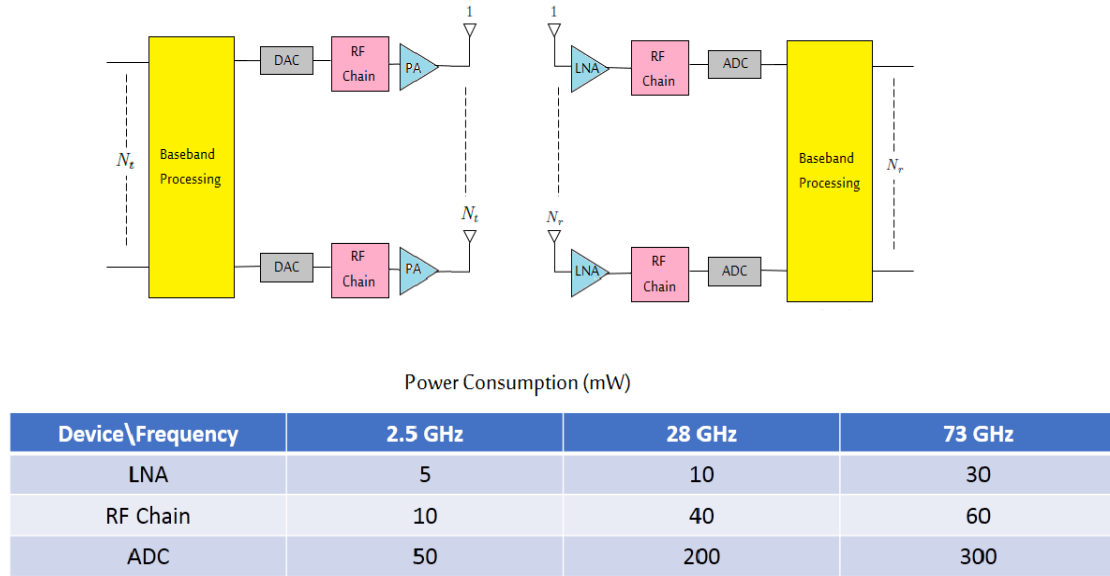 1
1
DAC
RF
Chain
PA
LNA
RF
Chain
ADC
N_t
Baseband
Processing
Baseband
Processing
N_r
N_t
N_r
DAC
RF
Chain
PA
LNA
RF
Chain
ADC
Power Consumption (mW)
Device\Frequency 2.5 GHz 28 GHz 73 GHz
LNA 5 10 30
RF Chain 10 40 60
ADC 50 200 300